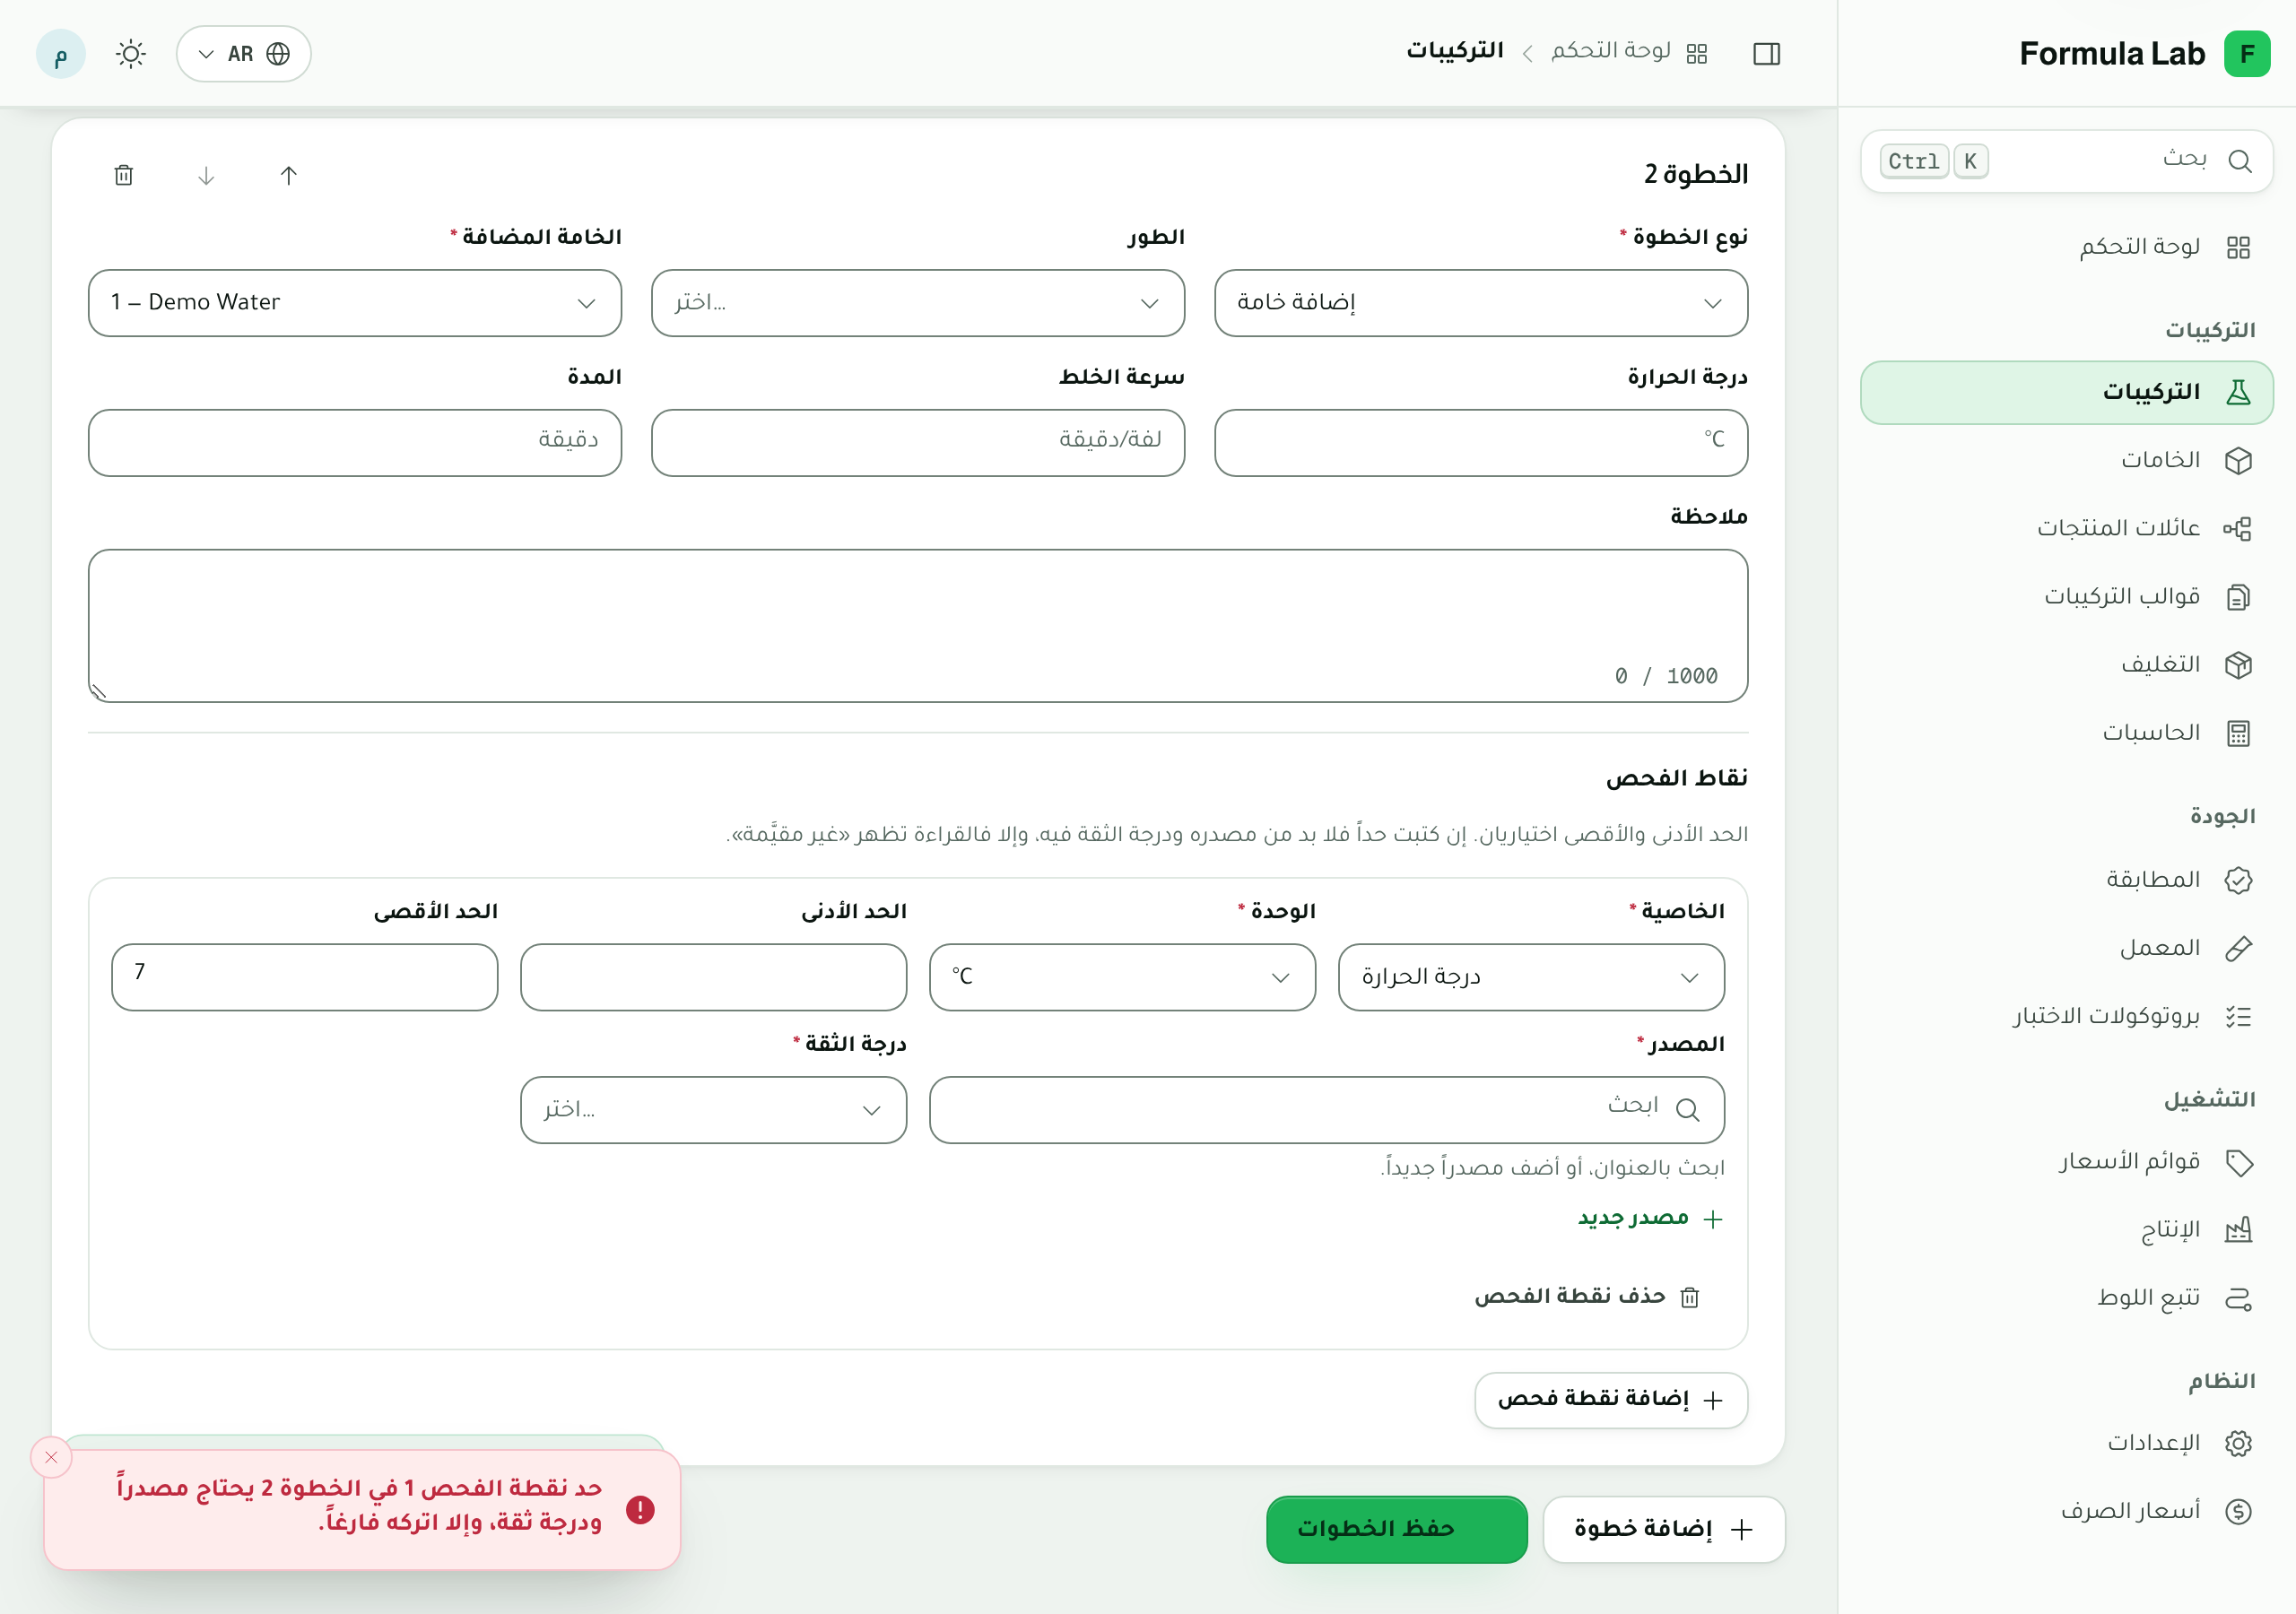 F
Formula Lab
بحث
Ctrl K
لوحة التحكم
التركيبات
التركيبات
الخامات
عائلات المنتجات
قوالب التركيبات
التغليف
الحاسبات
الجودة
المطابقة
المعمل
بروتوكولات الاختبار
التشغيل
قوائم الأسعار
الإنتاج
تتبع اللوط
النظام
الإعدادات
أسعار الصرف
لوحة التحكم
التركيبات
AR
م
الخطوة 2
نوع الخطوة *
الطور
الخامة المضافة *
إضافة خامة
اختر...
1 – Demo Water
درجة الحرارة
سرعة الخلط
المدة
°C
لفة/دقيقة
دقيقة
ملاحظة
0 / 1000
نقاط الفحص
الحد الأدنى والأقصى اختياريان. إن كتبت حداً فلا بد من مصدره ودرجة الثقة فيه، وإلا فالقراءة تظهر «غير مقيَّمة».
الخاصية *
الوحدة *
الحد الأدنى
الحد الأقصى
درجة الحرارة
°C
7
المصدر *
درجة الثقة *
ابحث
اختر...
ابحث بالعنوان، أو أضف مصدراً جديداً.
مصدر جديد
حذف نقطة الفحص
إضافة نقطة فحص
إضافة خطوة
حفظ الخطوات
حد نقطة الفحص 1 في الخطوة 2 يحتاج مصدراً
ودرجة ثقة، وإلا اتركه فارغاً.